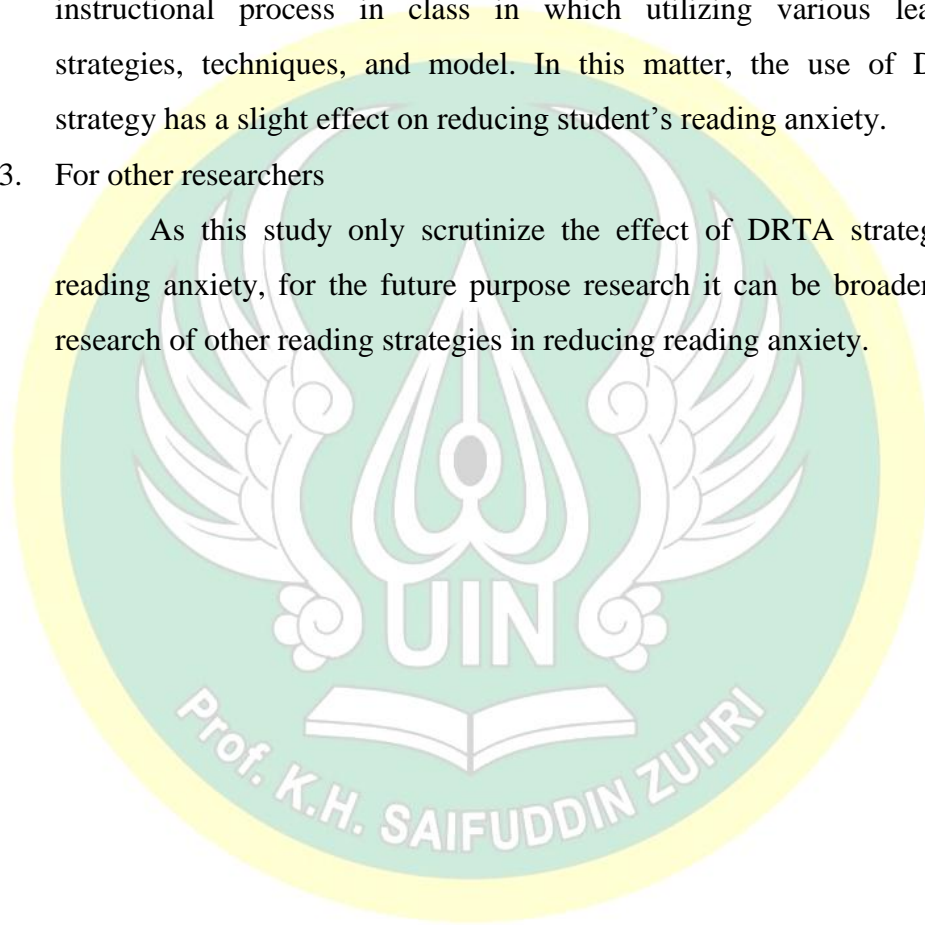 instructional process in class in which utilizing various lea
strategies, techniques, and model. In this matter, the use of D
strategy has a slight effect on reducing student’s reading anxiety.
3. For other researchers
As this study only scrutinize the effect of DRTA strateg
reading anxiety, for the future purpose research it can be broader
research of other reading strategies in reducing reading anxiety.
UIN
Prof. K.H. SAIFUDDIN ZUHRI